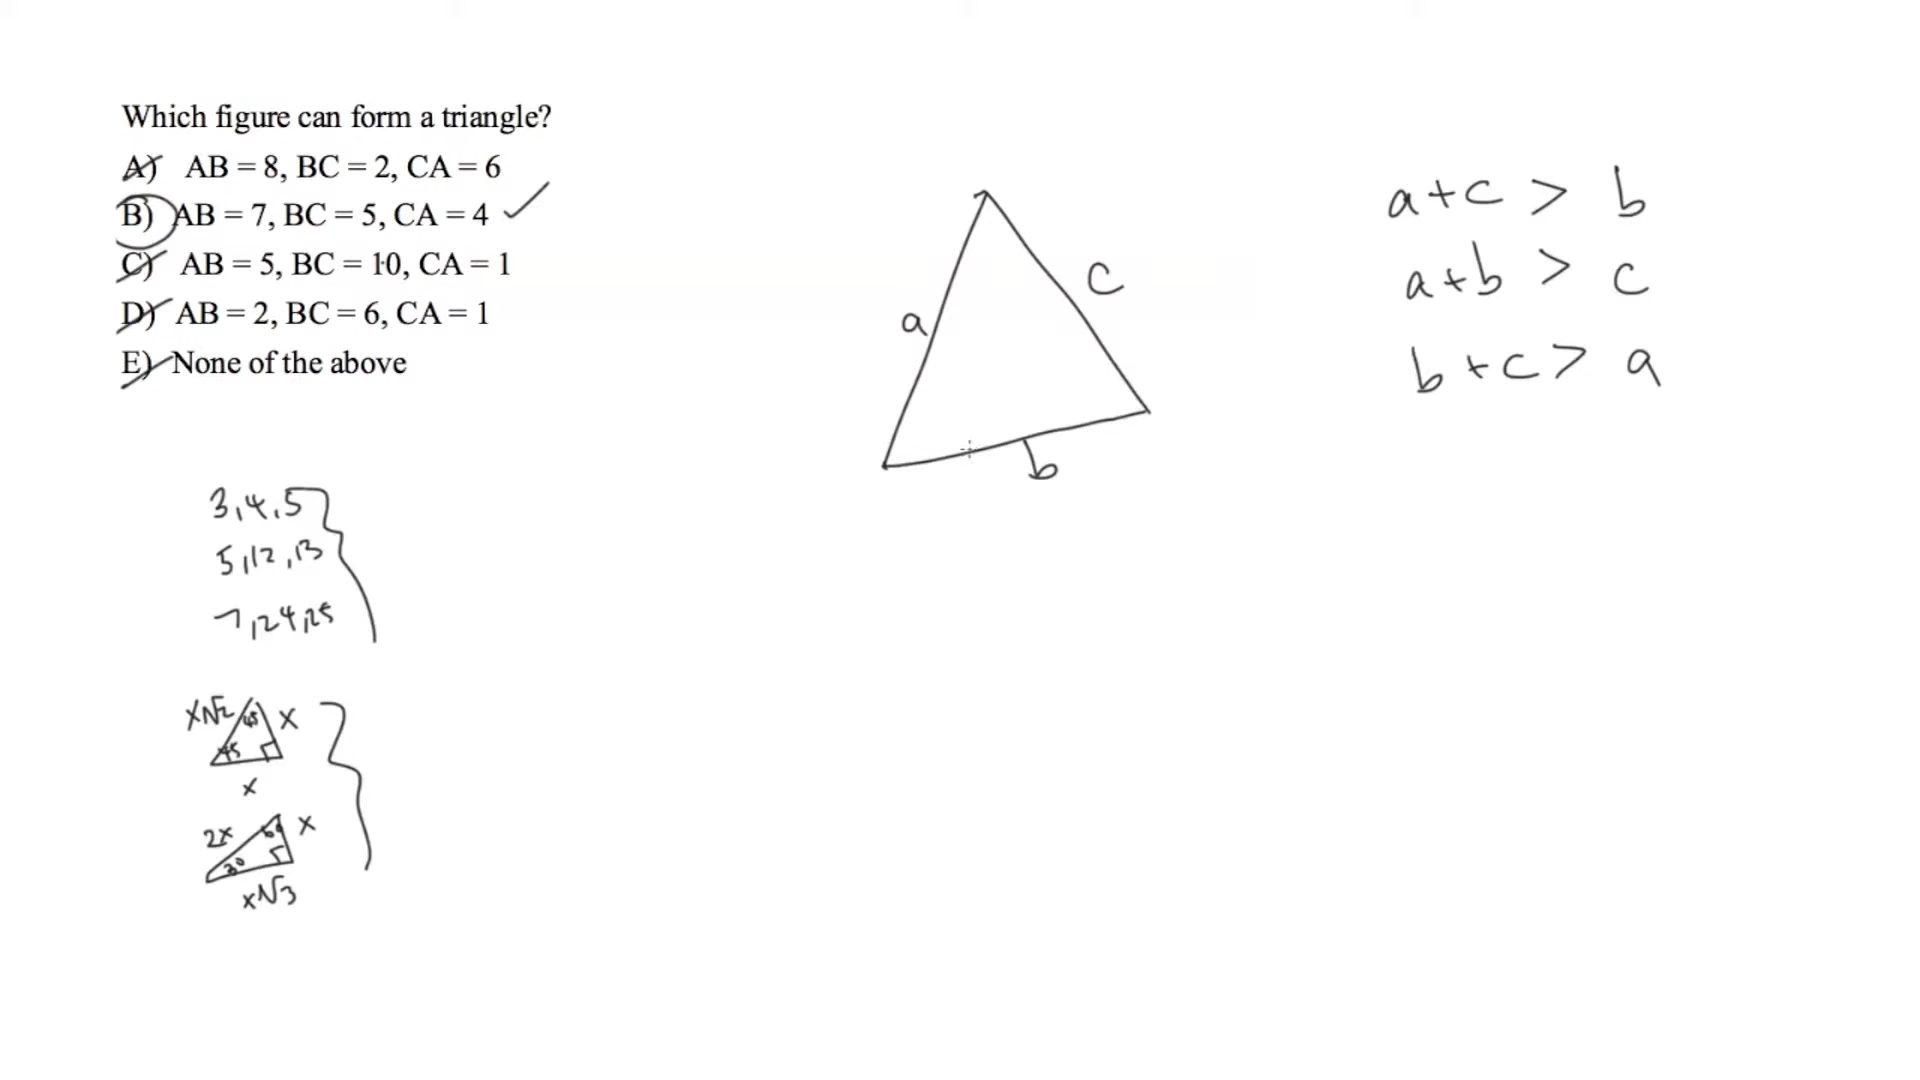 Which figure can form a triangle?
A) AB = 8, BC = 2, CA = 6
B) AB = 7, BC = 5, CA = 4
C) AB = 5, BC = 10, CA = 1
D) AB = 2, BC = 6, CA = 1
E) None of the above
a
c
b
a+c > b
a+b > c
b+c > a
3,4,5
5,12,13
7,24,25
x√2
45
x
45
x
2x
60
x
30
x√3